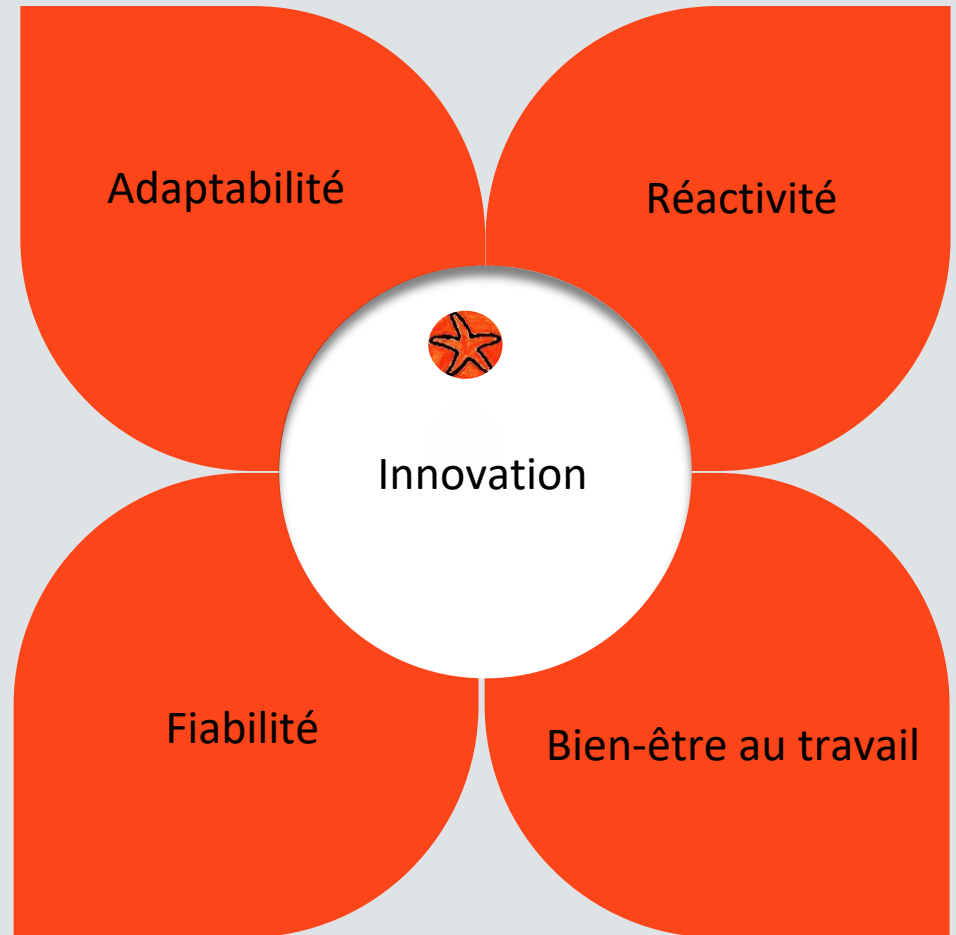 Adaptabilité
Réactivité
Innovation
Fiabilité
Bien-être au travail